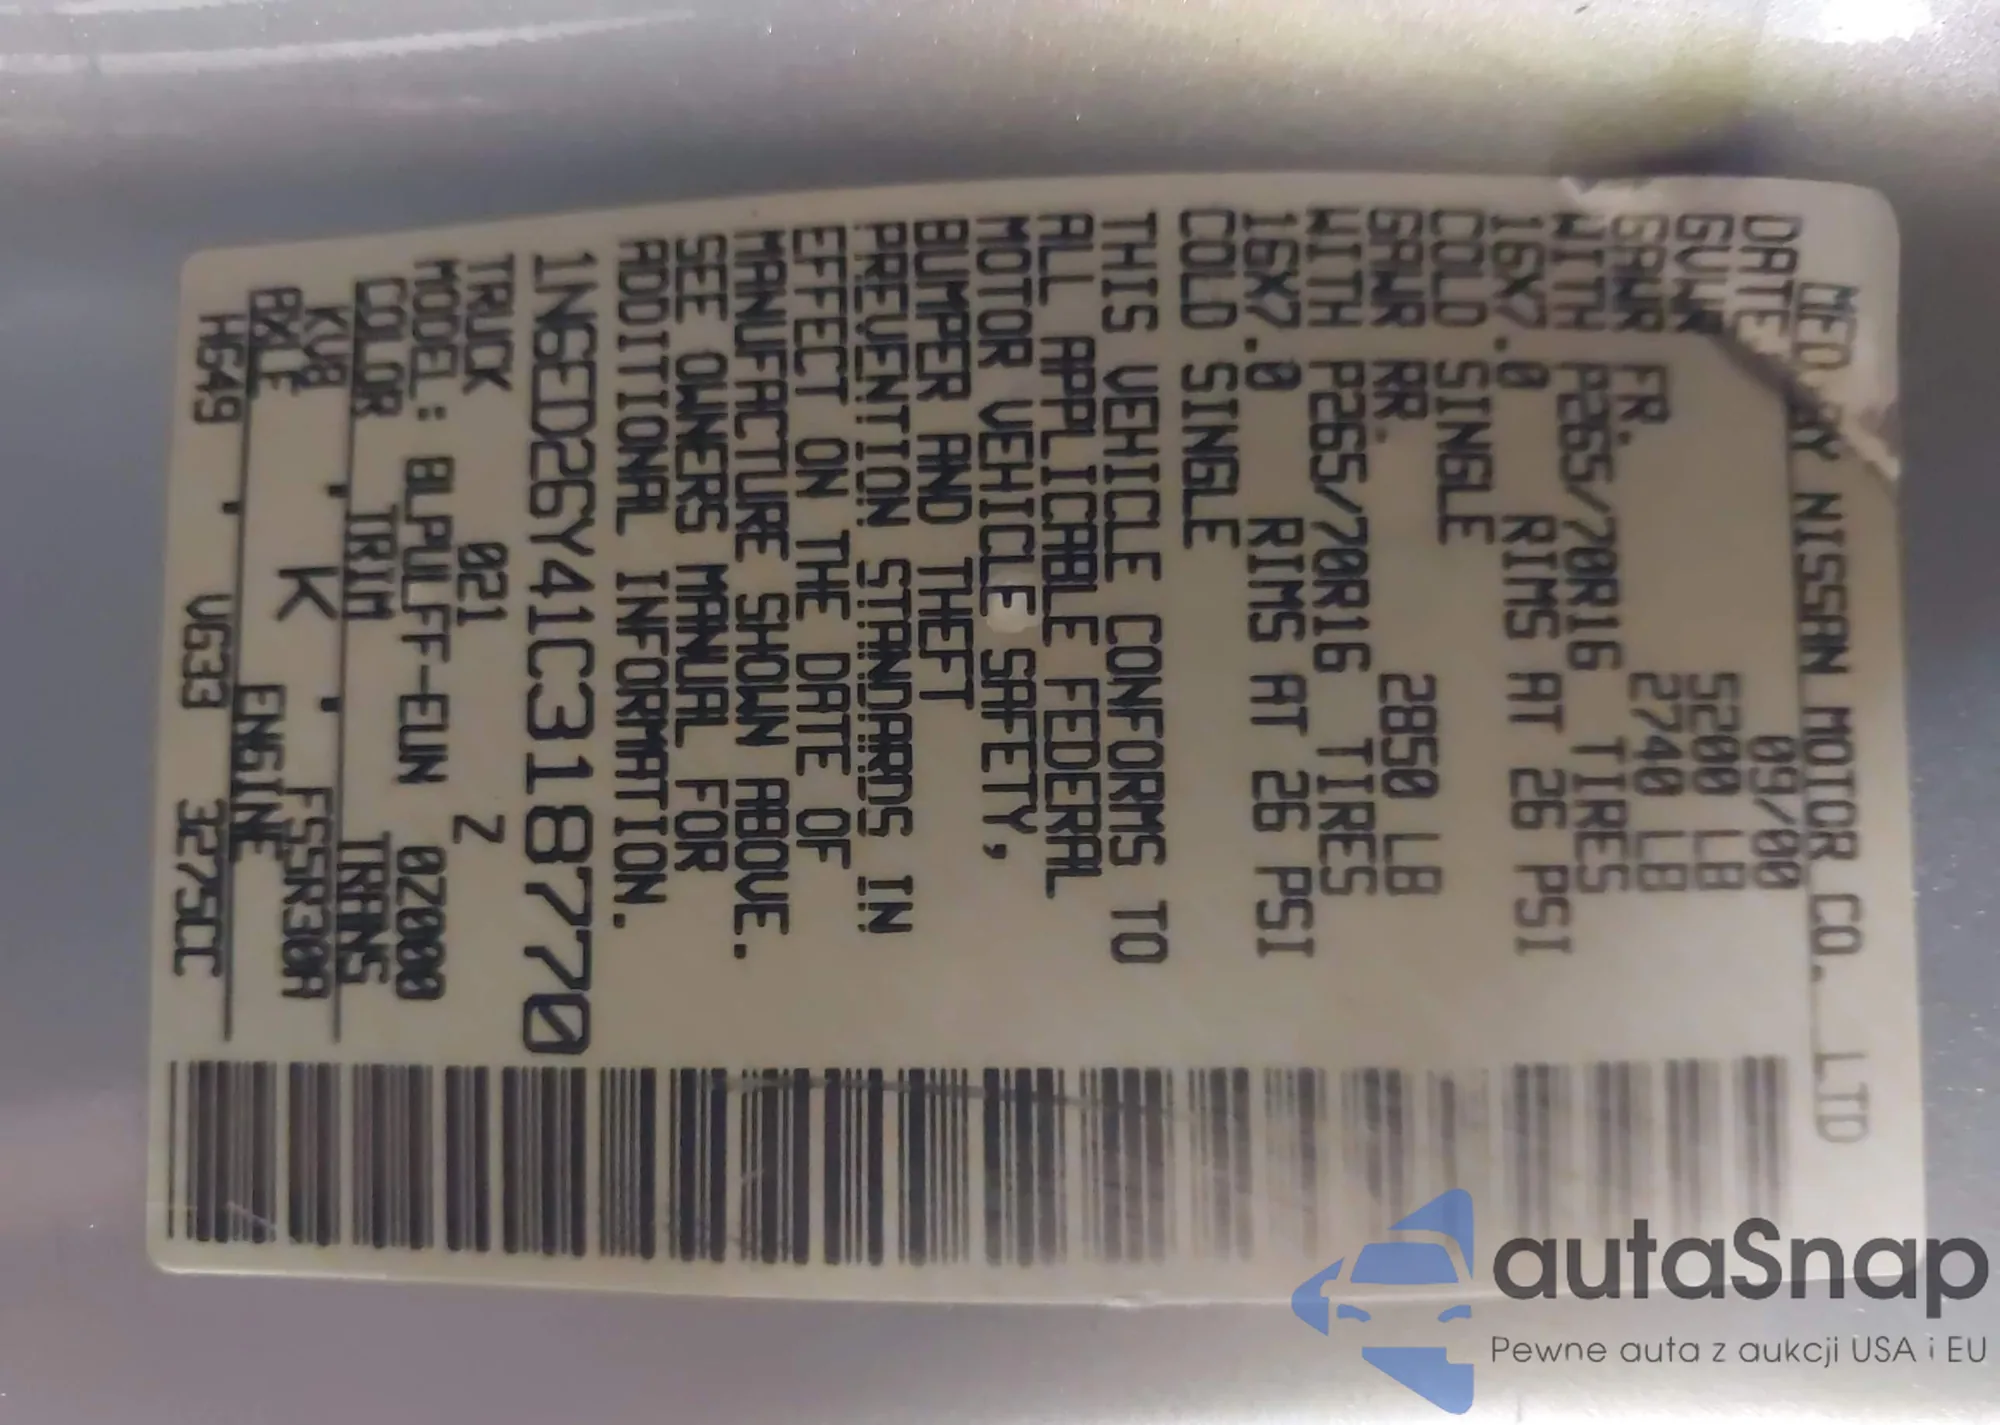 MFD BY NISSAN MOTOR CO. LTD
DATE 09/00
GVWR 5200 LB
GAWR FR. 2740 LB
WITH P265/70R16 TIRES
16X7.0 RIMS AT 26 PSI
COLD SINGLE
GAWR RR. 2850 LB
WITH P265/70R16 TIRES
16X7.0 RIMS AT 26 PSI
COLD SINGLE
THIS VEHICLE CONFORMS TO
ALL APPLICABLE FEDERAL
MOTOR VEHICLE SAFETY,
BUMPER AND THEFT
PREVENTION STANDARDS IN
EFFECT ON THE DATE OF
MANUFACTURE SHOWN ABOVE.
SEE OWNERS MANUAL FOR
ADDITIONAL INFORMATION.
1N6ED26Y41C318770
TRUCK 021 Z
MODEL: BLPULFF-EUN 0Z000
COLOR TRIM TRANS
KV8 . K . FS5R30A
AXLE ENGINE
H649 . VG33 3275CC
autaSnap
Pewne auta z aukcji USA i EU